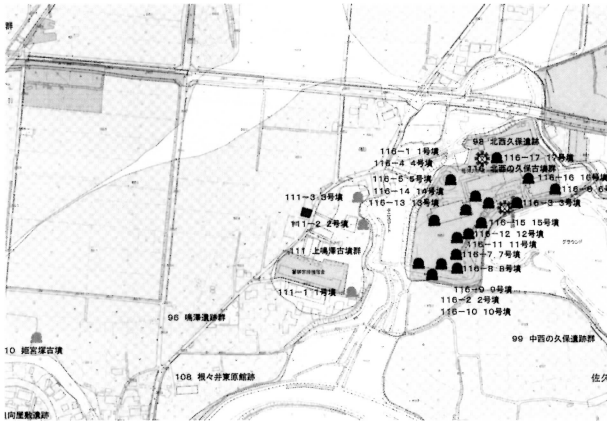 群
98 北西久保遺跡
116-1 1号墳
116-17 17号墳
116-4 4号墳
116 北西の久保古墳群
116-5 5号墳
116-16 16号墳
116-14 14号墳
116-6 6
111-3 3号墳
116-13 13号墳
116-3 3号墳
111-2 2号墳
116-15 15号墳
116-12 12号墳
116-11 11号墳
グラウンド
111 上鳴澤古墳群
116-7 7号墳
116-8 8号墳
111-1 1号墳
116-9 9号墳
116-2 2号墳
96 鳴澤遺跡群
116-10 10号墳
99 中西の久保遺跡群
10 姫宮塚古墳
108 根々井東原館跡
佐久
向屋敷遺跡